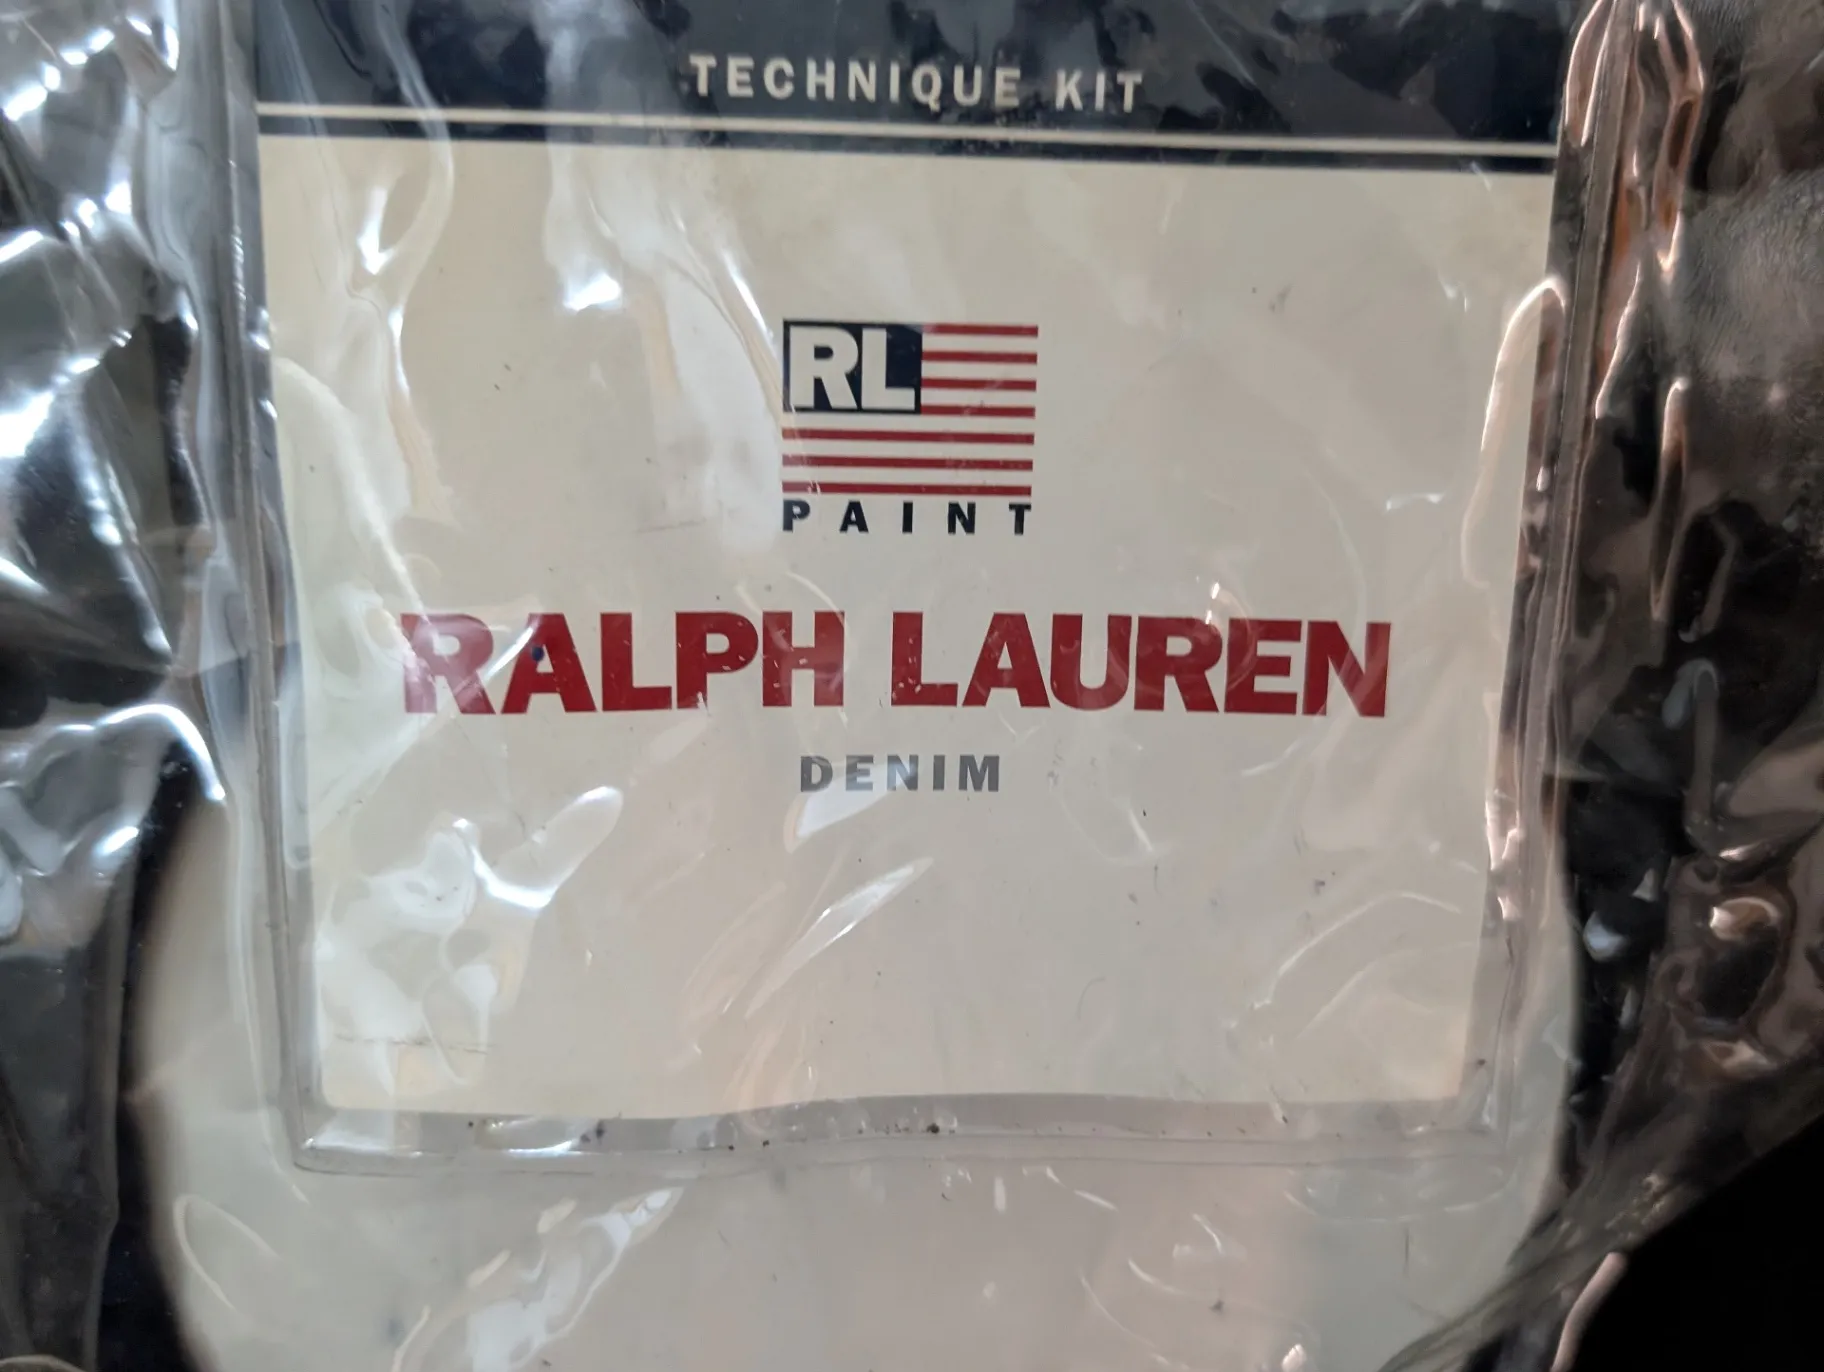 TECHNIQUE KIT
RL
PAINT
RALPH LAUREN
DENIM